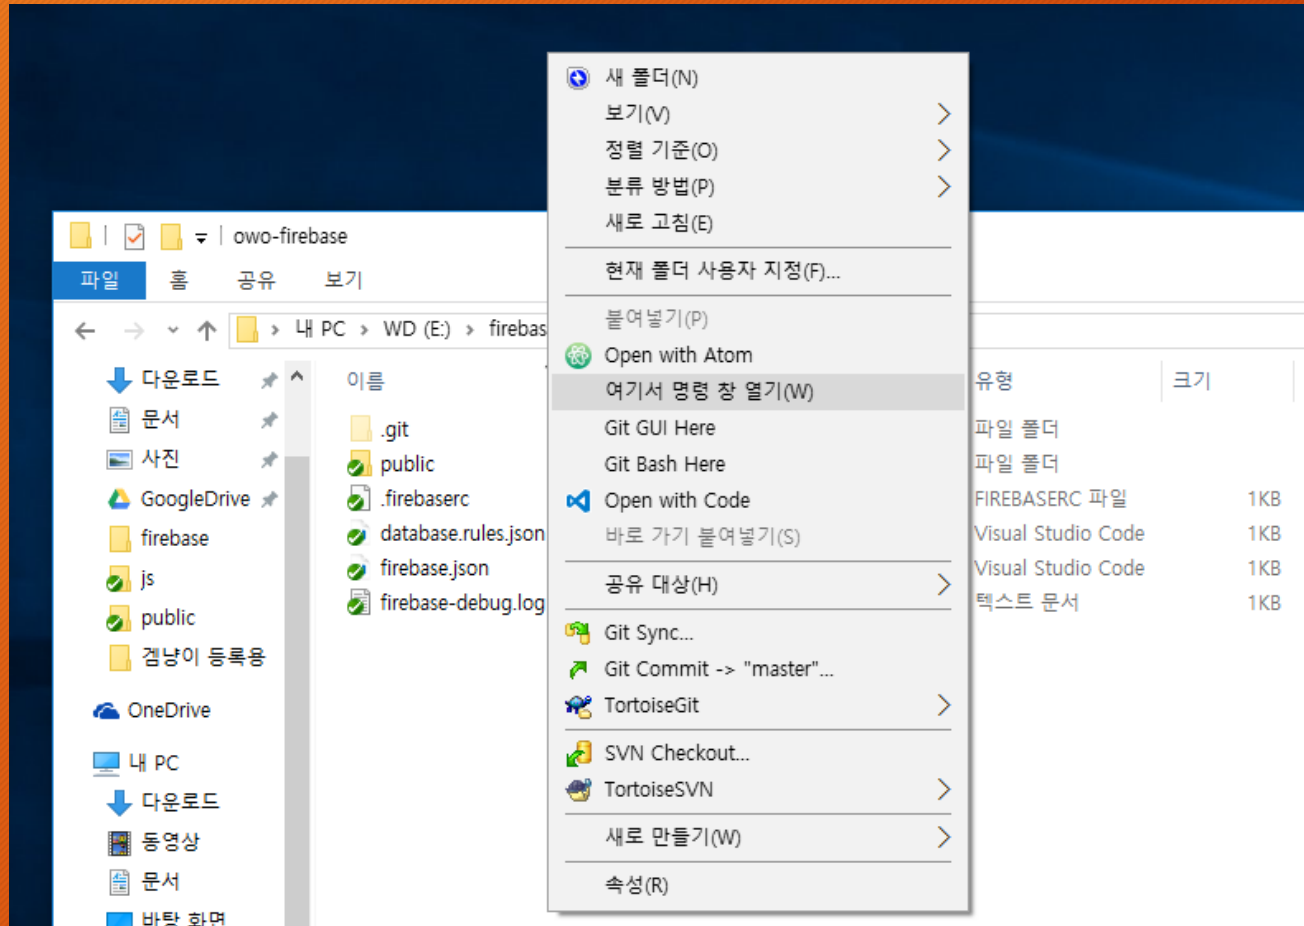 새 폴더(N)
보기(V)
정렬 기준(O)
분류 방법(P)
새로 고침(E)
현재 폴더 사용자 지정(F)...
붙여넣기(P)
Open with Atom
여기서 명령 창 열기(W)
Git GUI Here
Git Bash Here
Open with Code
바로 가기 붙여넣기(S)
공유 대상(H)
Git Sync...
Git Commit -> "master"...
TortoiseGit
SVN Checkout...
TortoiseSVN
새로 만들기(W)
속성(R)
owo-firebase
파일 홈 공유 보기
내 PC > WD (E:) > firebas
다운로드
문서
사진
GoogleDrive
firebase
js
public
겜냥이 등록용
OneDrive
내 PC
다운로드
동영상
문서
바탕 화면
이름 유형 크기
.git 파일 폴더
public 파일 폴더
.firebaserc FIREBASERC 파일 1KB
database.rules.json Visual Studio Code 1KB
firebase.json Visual Studio Code 1KB
firebase-debug.log 텍스트 문서 1KB